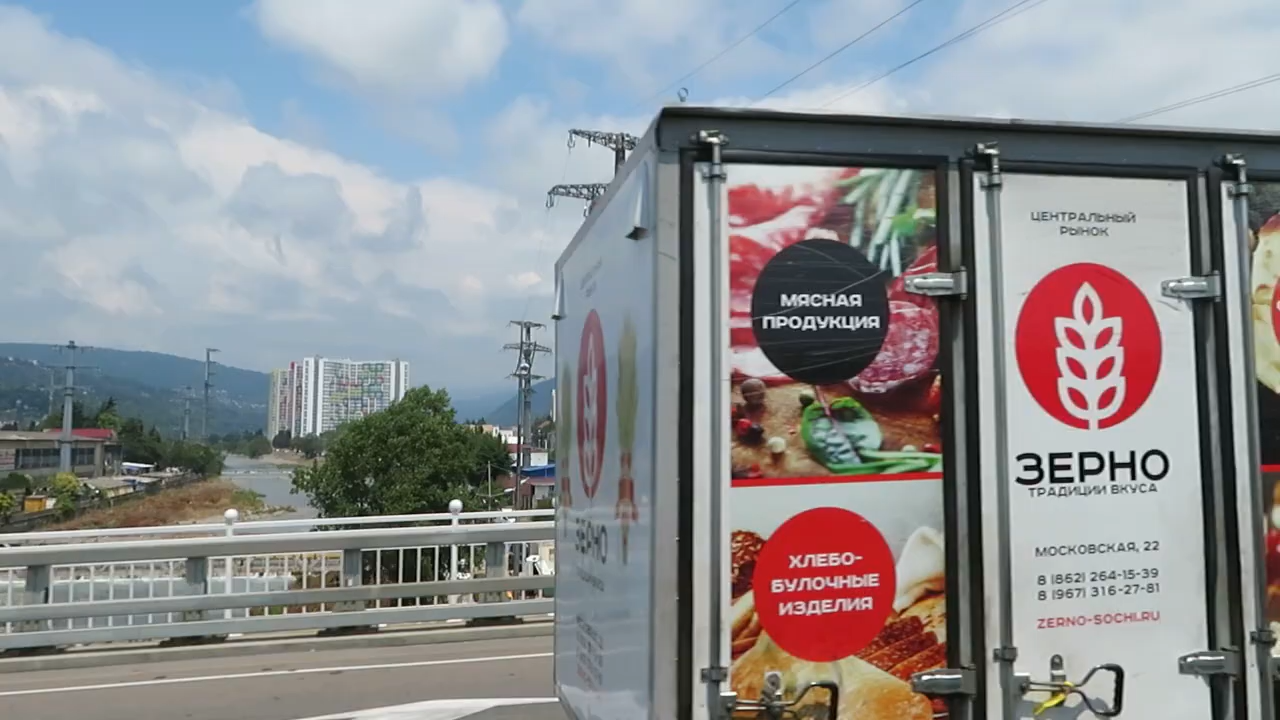 МЯСНАЯ
ПРОДУКЦИЯ
ХЛЕБО-
БУЛОЧНЫЕ
ИЗДЕЛИЯ
ЦЕНТРАЛЬНЫЙ
РЫНОК
ЗЕРНО
ТРАДИЦИИ ВКУСА
МОСКОВСКАЯ, 22
8 (862) 264-15-39
8 (967) 316-27-81
ZERNO-SOCHI.RU
ЗЕРНО